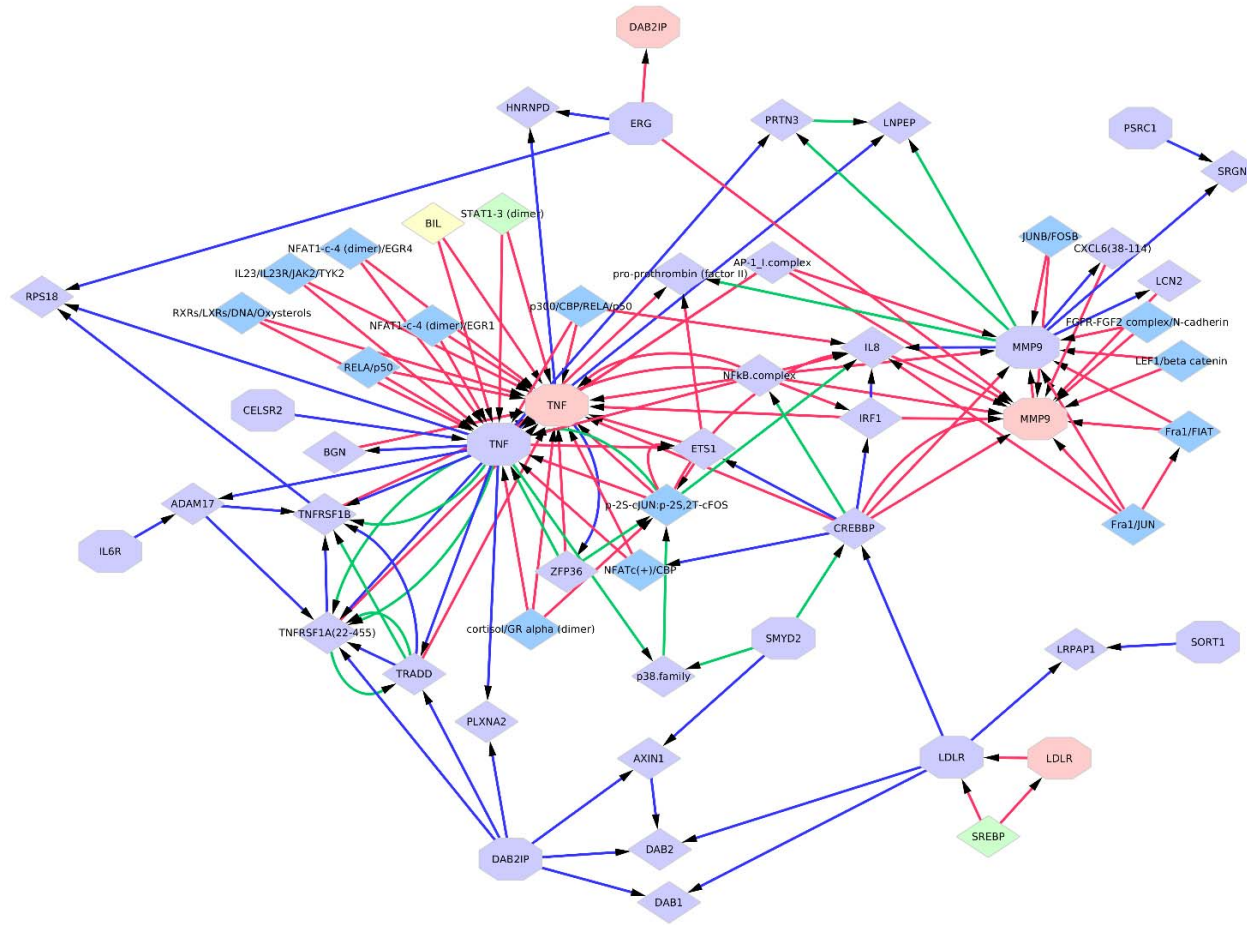 DAB2IP
HNRNPD
ERG
PRTN3
LNPEP
PSRC1
SRGN
BIL
STAT1-3 (dimer)
NFAT1-c-4 (dimer)/EGR4
JUNB/FOSB
CXCL6(38-114)
IL23/IL23R/JAK2/TYK2
pro-prothrombin (factor II)
AP-1_I.complex
LCN2
RPS18
RXRs/LXRs/DNA/Oxysterols
p300/CBP/RELA/p50
NFAT1-c-4 (dimer)/EGR1
FGFR-FGF2 complex/N-cadherin
IL8
MMP9
LEF1/beta catenin
RELA/p50
NFkB.complex
CELSR2
TNF
IRF1
MMP9
Fra1/FIAT
TNF
BGN
ETS1
ADAM17
TNFRSF1B
p-2S-cJUN:p-2S,2T-cFOS
CREBBP
Fra1/JUN
IL6R
ZFP36
NFATc(+)/CBP
TNFRSF1A(22-455)
cortisol/GR alpha (dimer)
SMYD2
LRPAP1
SORT1
TRADD
p38.family
PLXNA2
AXIN1
LDLR
LDLR
SREBP
DAB2IP
DAB2
DAB1